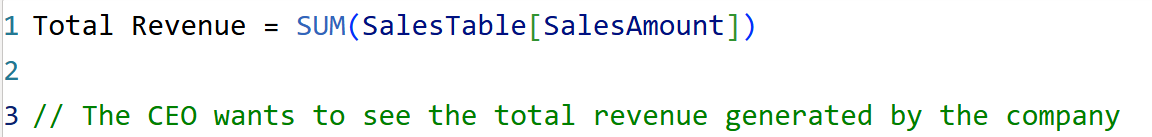 1 Total Revenue = SUM(SalesTable[SalesAmount])
2
3 // The CEO wants to see the total revenue generated by the company